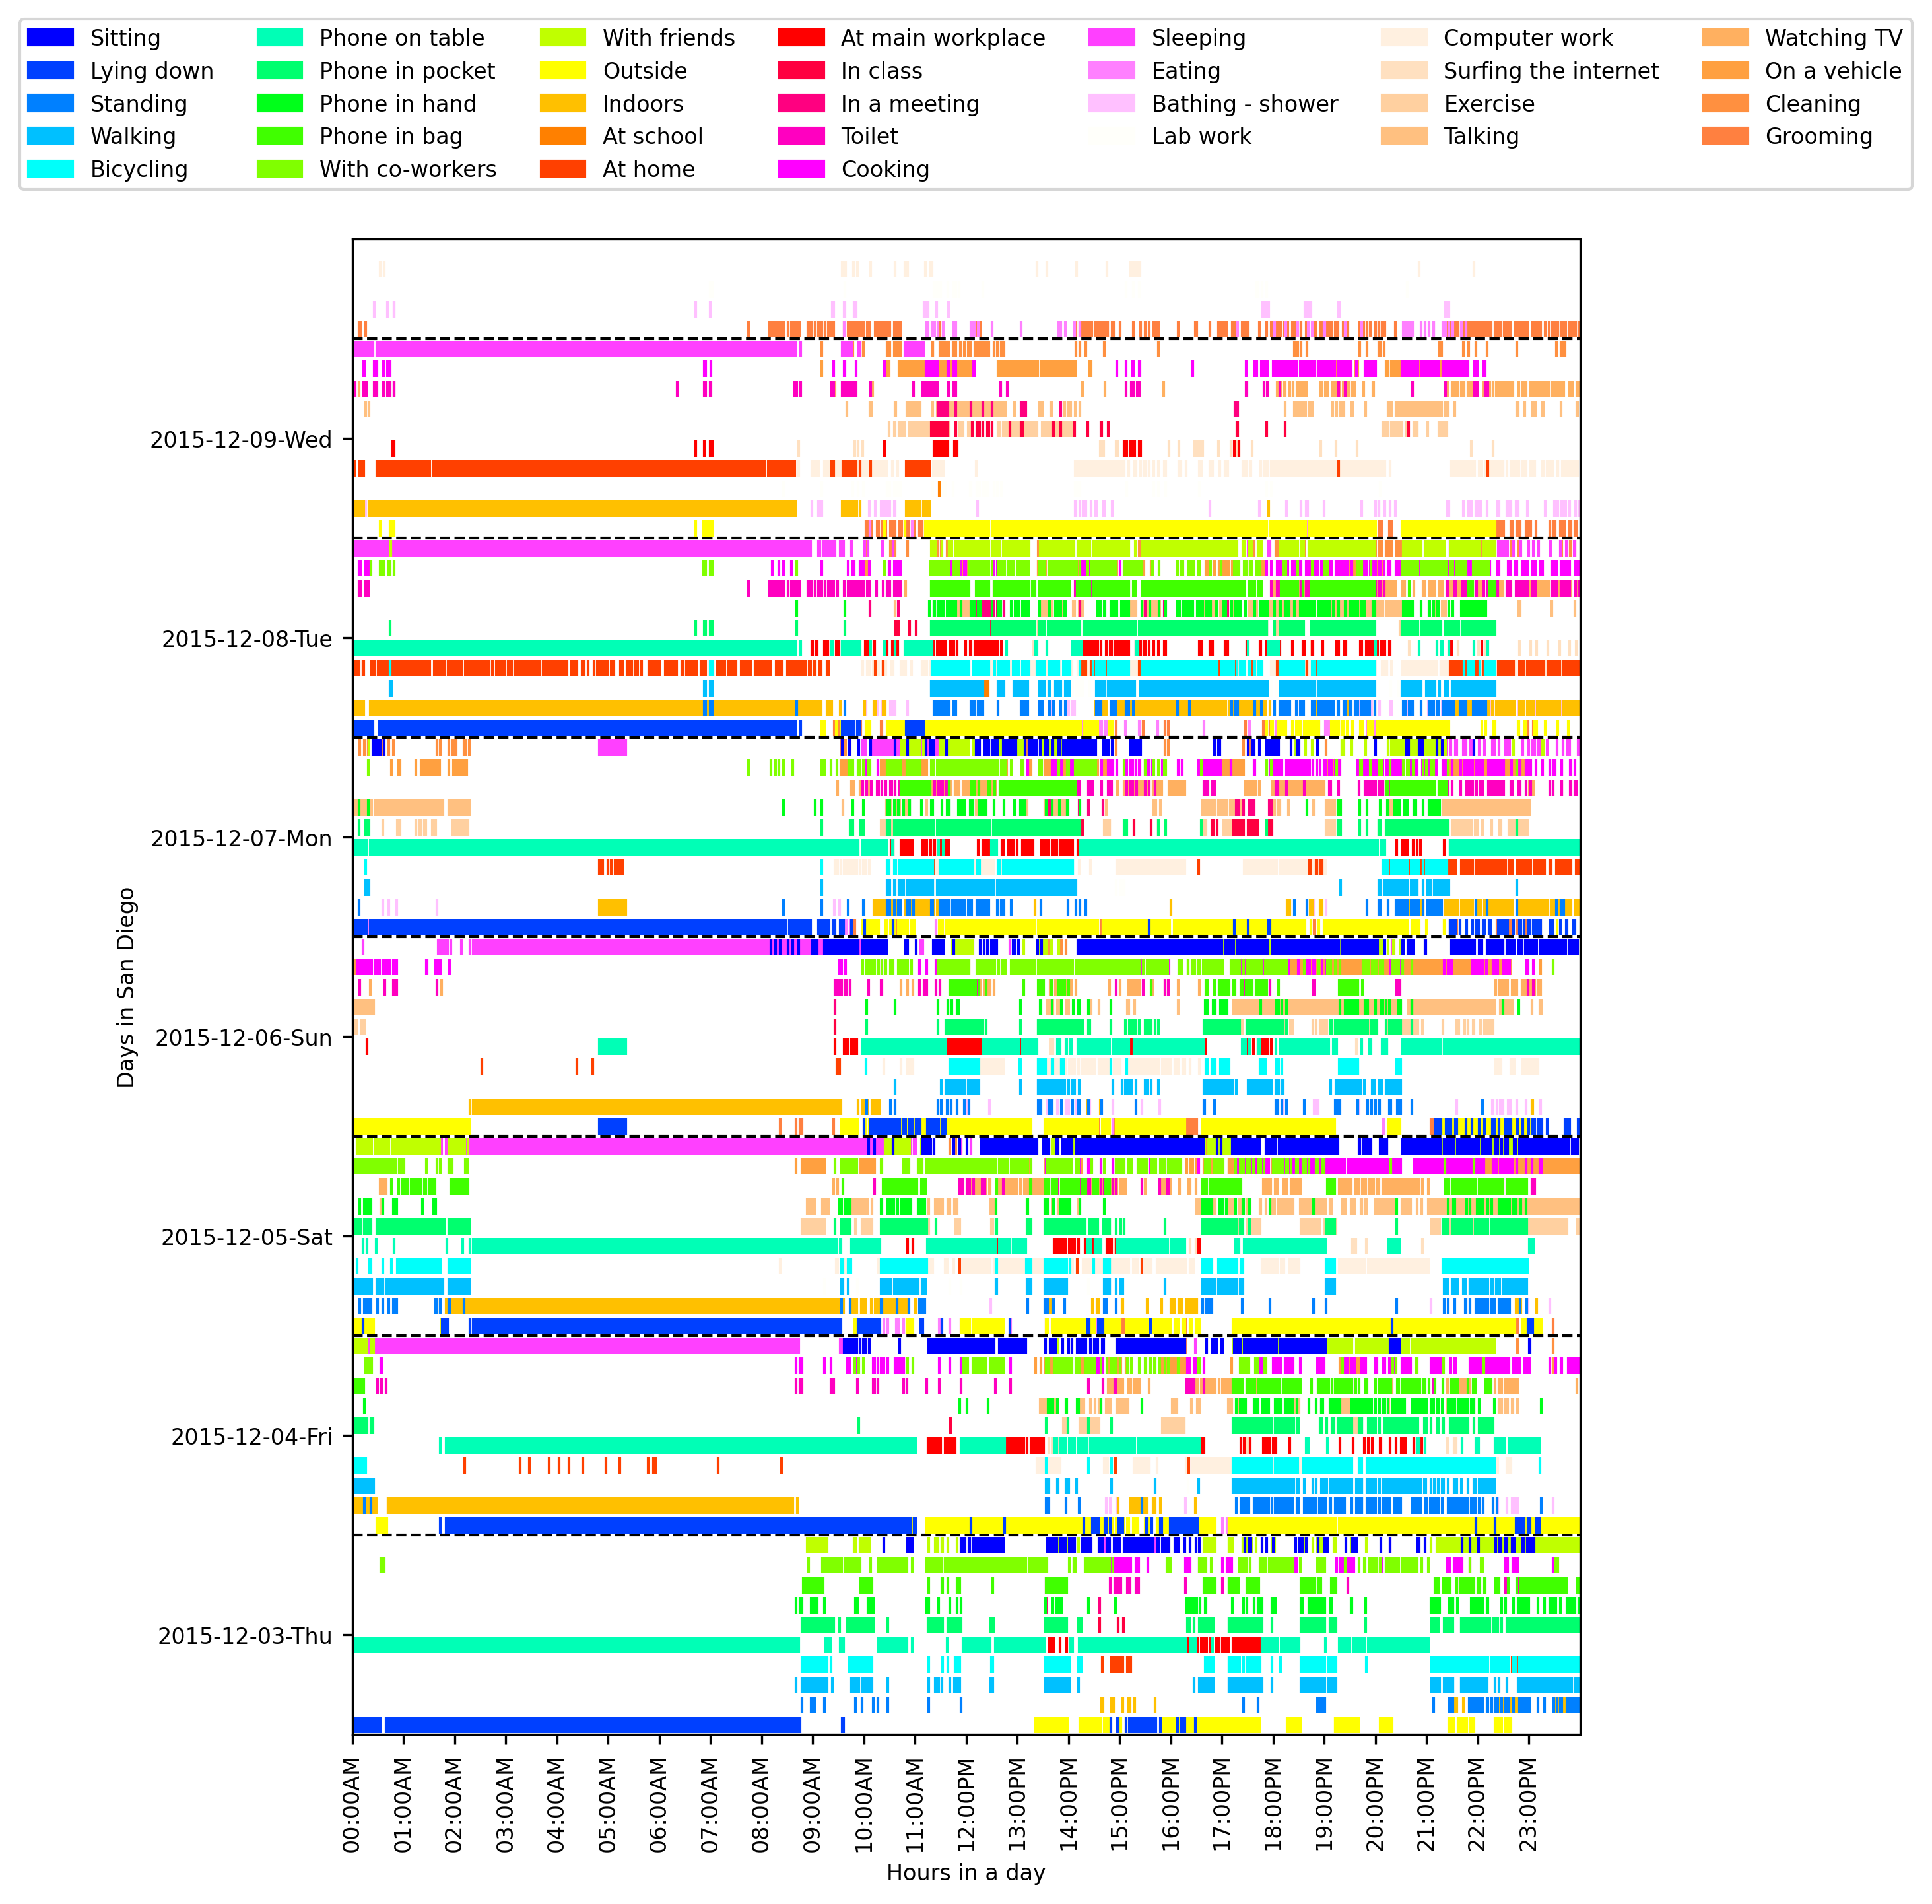 Sitting
Lying down
Standing
Walking
Bicycling
Phone on table
Phone in pocket
Phone in hand
Phone in bag
With co-workers
With friends
Outside
Indoors
At school
At home
At main workplace
In class
In a meeting
Toilet
Cooking
Sleeping
Eating
Bathing - shower
Lab work
Computer work
Surfing the internet
Exercise
Talking
Watching TV
On a vehicle
Cleaning
Grooming
Days in San Diego
2015-12-09-Wed
2015-12-08-Tue
2015-12-07-Mon
2015-12-06-Sun
2015-12-05-Sat
2015-12-04-Fri
2015-12-03-Thu
00:00AM
01:00AM
02:00AM
03:00AM
04:00AM
05:00AM
06:00AM
07:00AM
08:00AM
09:00AM
10:00AM
11:00AM
12:00PM
13:00PM
14:00PM
15:00PM
16:00PM
17:00PM
18:00PM
19:00PM
20:00PM
21:00PM
22:00PM
23:00PM
Hours in a day